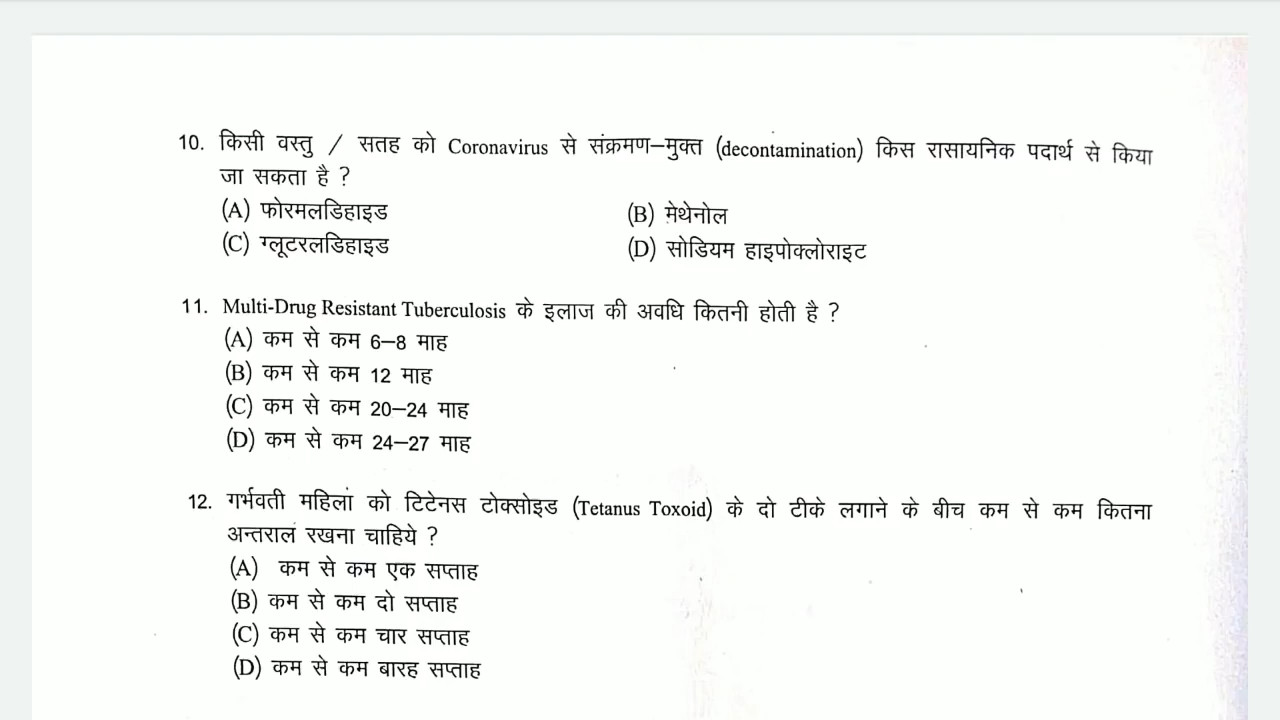 10. किसी वस्तु / सतह को Coronavirus से संक्रमण–मुक्त (decontamination) किस रासायनिक पदार्थ से किया
जा सकता है ?
(A) फोरमलडिहाइड (B) मेथेनोल
(C) ग्लूटरलडिहाइड (D) सोडियम हाइपोक्लोराइट
11. Multi-Drug Resistant Tuberculosis के इलाज की अवधि कितनी होती है ?
(A) कम से कम 6–8 माह
(B) कम से कम 12 माह
(C) कम से कम 20–24 माह
(D) कम से कम 24–27 माह
12. गर्भवती महिला को टिटेनस टोक्सोइड (Tetanus Toxoid) के दो टीके लगाने के बीच कम से कम कितना
अन्तराल रखना चाहिये ?
(A) कम से कम एक सप्ताह
(B) कम से कम दो सप्ताह
(C) कम से कम चार सप्ताह
(D) कम से कम बारह सप्ताह